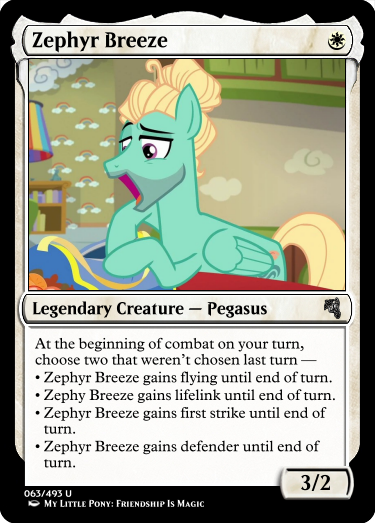 Zephyr Breeze
Legendary Creature — Pegasus
At the beginning of combat on your turn,
choose two that weren't chosen last turn —
• Zephyr Breeze gains flying until end of turn.
• Zephy Breeze gains lifelink until end of turn.
• Zephyr Breeze gains first strike until end of
turn.
• Zephyr Breeze gains defender until end of
turn.
3/2
063/493 U
My Little Pony: Friendship Is Magic